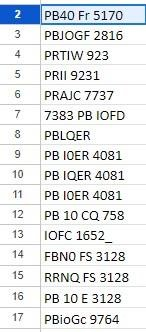 2 PB40 Fr 5170
3 PBJOGF 2816
4 PRTIW 923
5 PRII 9231
6 PRAJC 7737
7 7383 PB IOFD
8 PBLQER
9 PB I0ER 4081
10 PB IQER 4081
11 PB I0ER 4081
12 PB 10 CQ 758
13 IOFC 1652_
14 FBN0 FS 3128
15 RRNQ FS 3128
16 PB 10 E 3128
17 PBioGc 9764